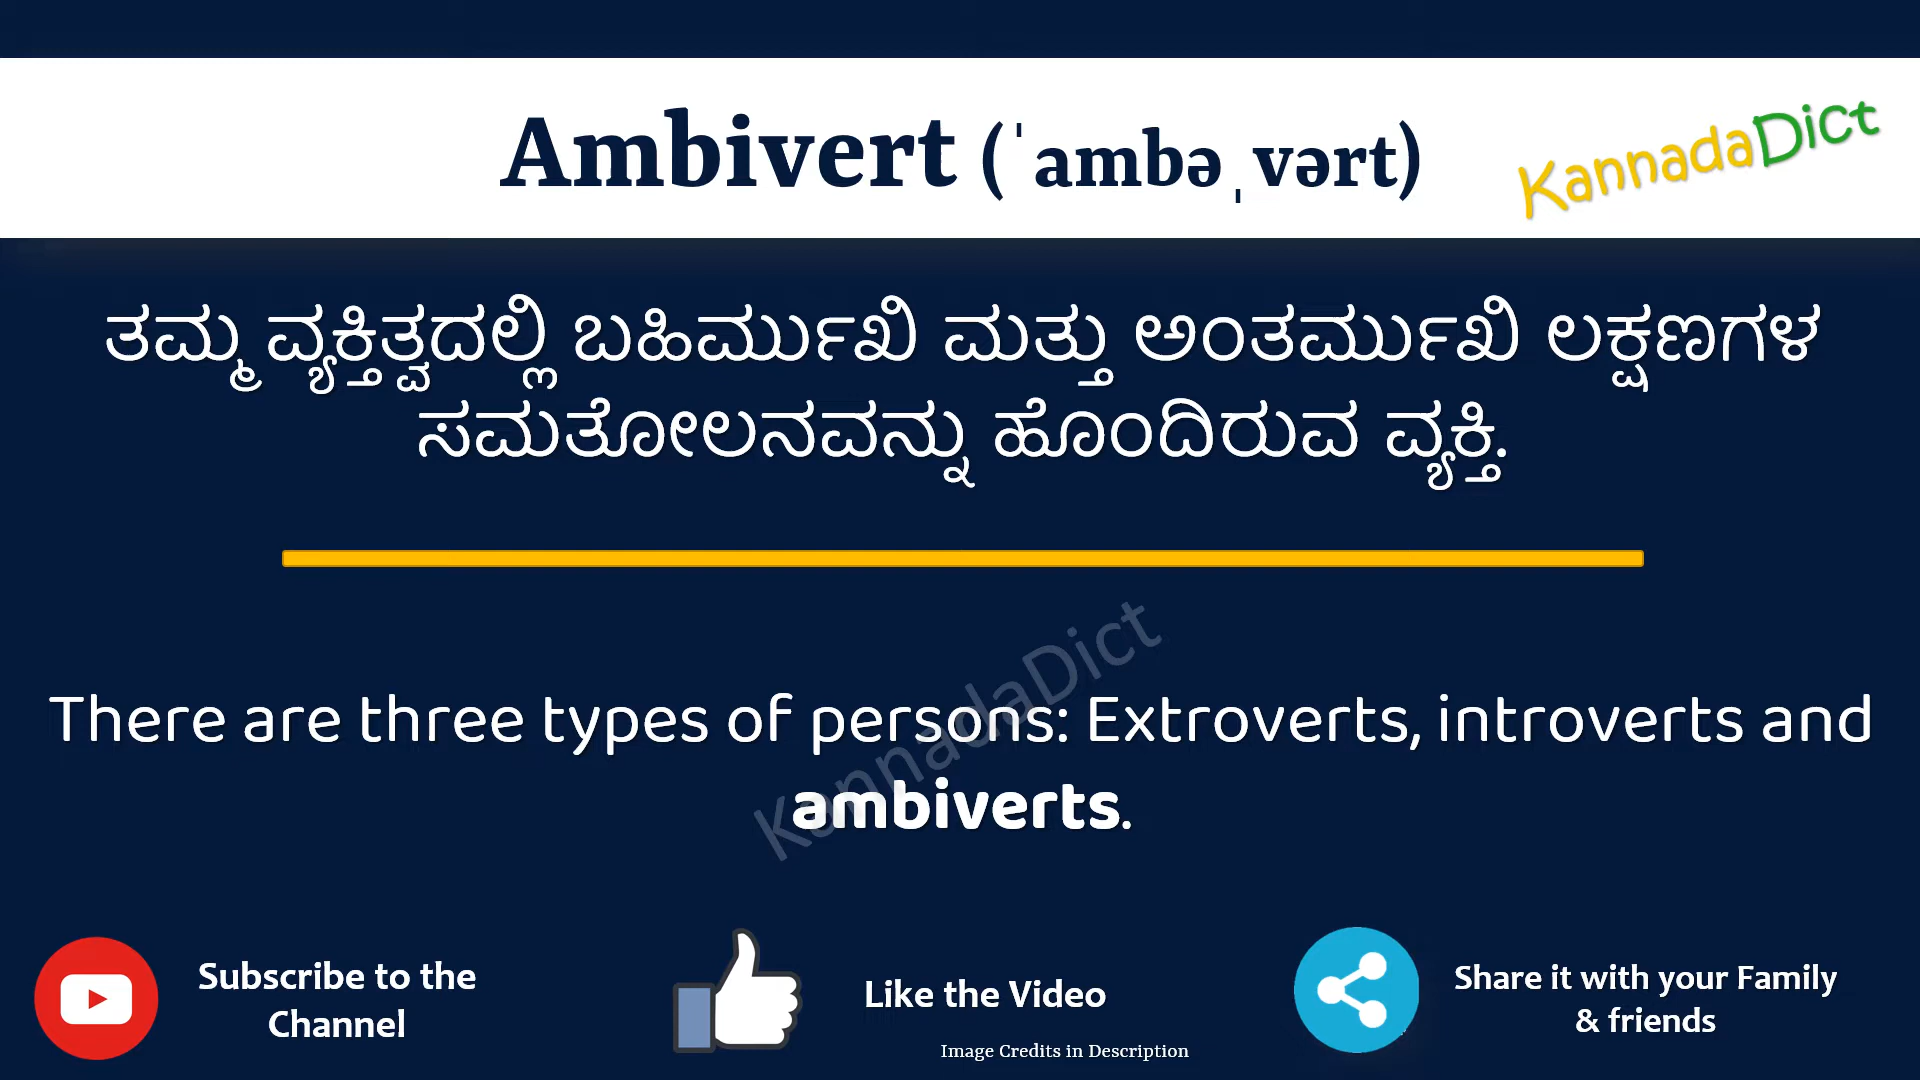 Ambivert (ˈambəˌvərt)
KannadaDict
ತಮ್ಮ ವ್ಯಕ್ತಿತ್ವದಲ್ಲಿ ಬಹಿರ್ಮುಖಿ ಮತ್ತು ಅಂತರ್ಮುಖಿ ಲಕ್ಷಣಗಳ
ಸಮತೋಲನವನ್ನು ಹೊಂದಿರುವ ವ್ಯಕ್ತಿ.
KannadaDict
There are three types of persons: Extroverts, introverts and
ambiverts.
Subscribe to the
Channel
Like the Video
Share it with your Family
& friends
Image Credits in Description